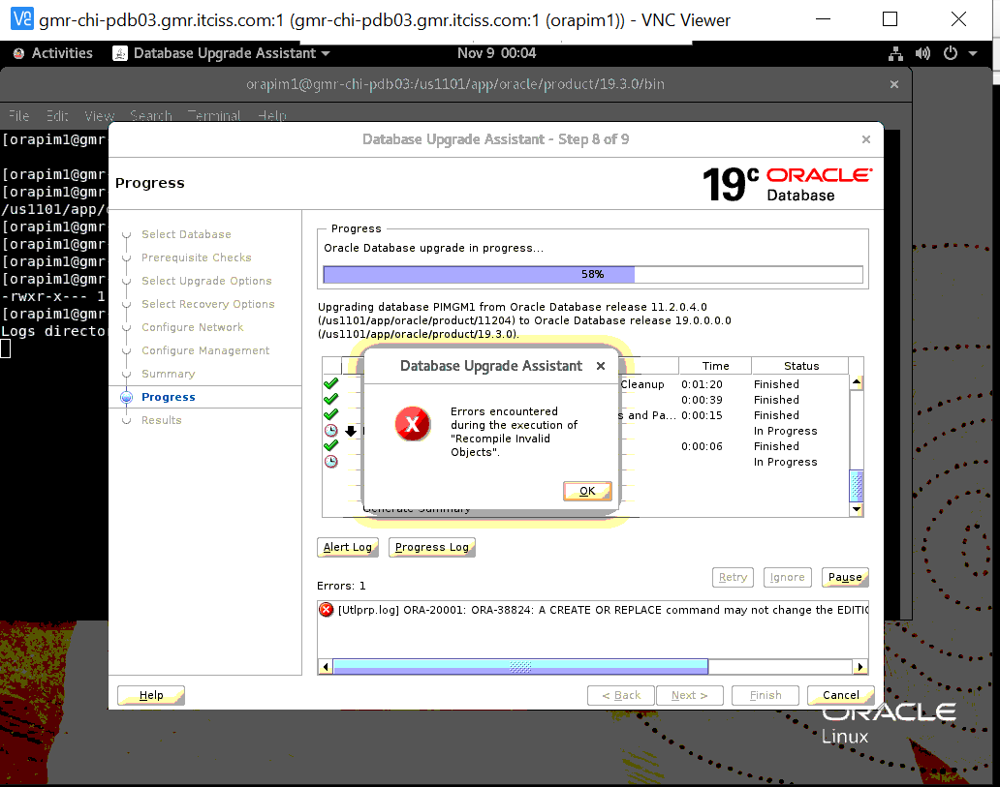 gmr-chi-pdb03.gmr.itciss.com:1 (gmr-chi-pdb03.gmr.itciss.com:1 (orapim1)) - VNC Viewer
Activities Database Upgrade Assistant Nov 9 00:04
orapim1@gmr-chi-pdb03:/us1101/app/oracle/product/19.3.0/bin
File Edit View Search Terminal Help
[orapim1@gmr
[orapim1@gmr
[orapim1@gmr
/us1101/app/
[orapim1@gmr
[orapim1@gmr
[orapim1@gmr
[orapim1@gmr
-rwxr-x--- 1
[orapim1@gmr
Logs director
Database Upgrade Assistant - Step 8 of 9
Progress
19c ORACLE
Database
Select Database
Prerequisite Checks
Select Upgrade Options
Select Recovery Options
Configure Network
Configure Management
Summary
Progress
Results
Progress
Oracle Database upgrade in progress...
58%
Upgrading database PIMGM1 from Oracle Database release 11.2.0.4.0
(/us1101/app/oracle/product/11204) to Oracle Database release 19.0.0.0.0
(/us1101/app/oracle/product/19.3.0).
Time Status
Cleanup 0:01:20 Finished
0:00:39 Finished
s and Pa... 0:00:15 Finished
In Progress
0:00:06 Finished
In Progress
Generate Summary
Database Upgrade Assistant
Errors encountered
during the execution of
"Recompile Invalid
Objects".
OK
Alert Log Progress Log
Retry Ignore Pause
Errors: 1
[Utlprp.log] ORA-20001: ORA-38824: A CREATE OR REPLACE command may not change the EDITIO
Help < Back Next > Finish Cancel
ORACLE
Linux